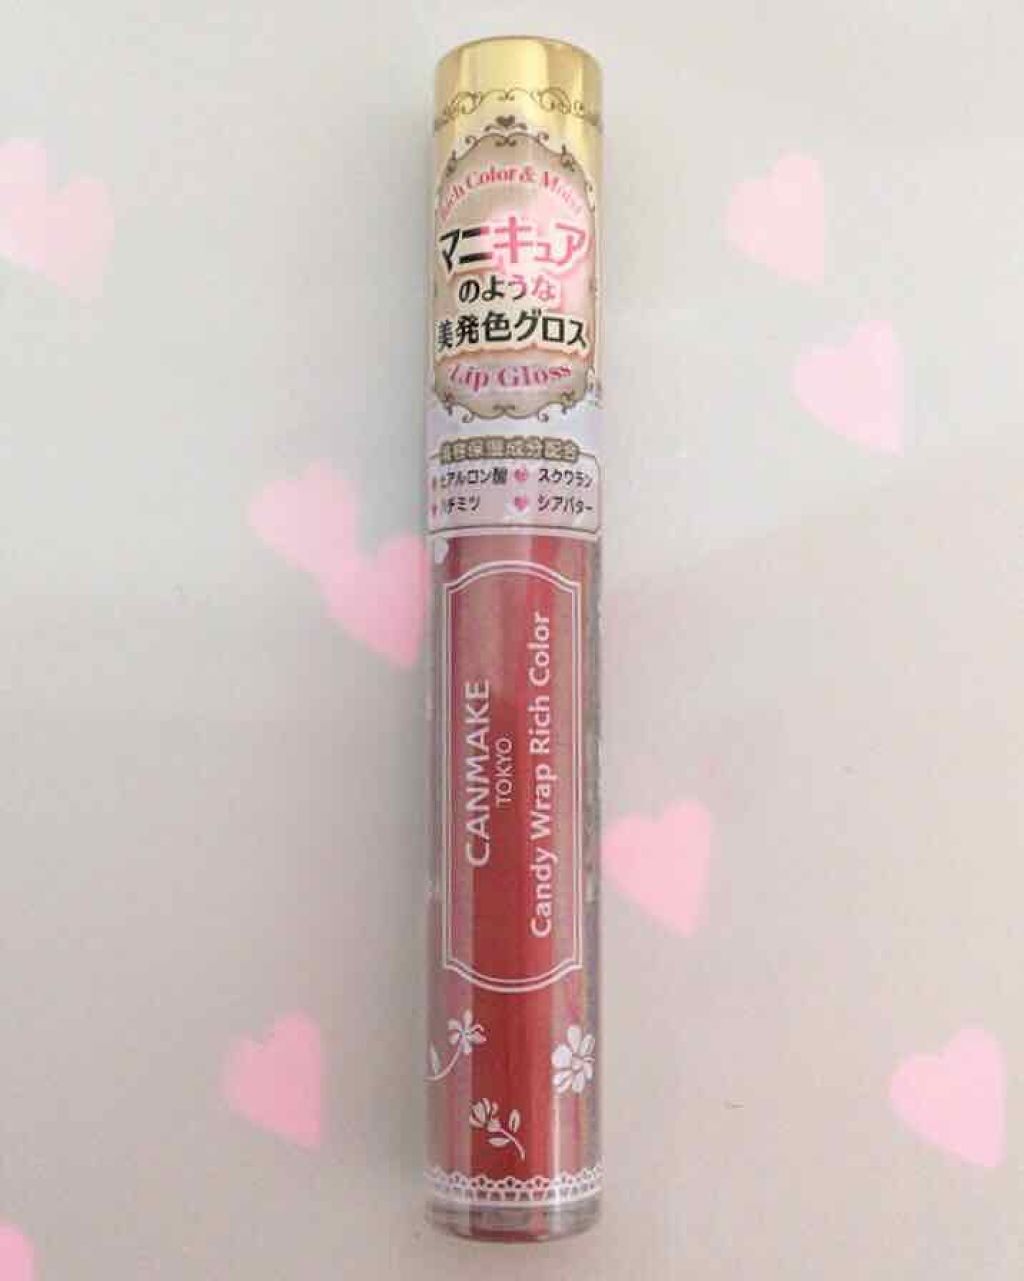 Rich Color & Moist
マニキュア
のような
美発色グロス
Lip Gloss
保湿成分配合
ヒアルロン酸 スクワラン
ハチミツ シアバター
CANMAKE
TOKYO
Candy Wrap Rich Color